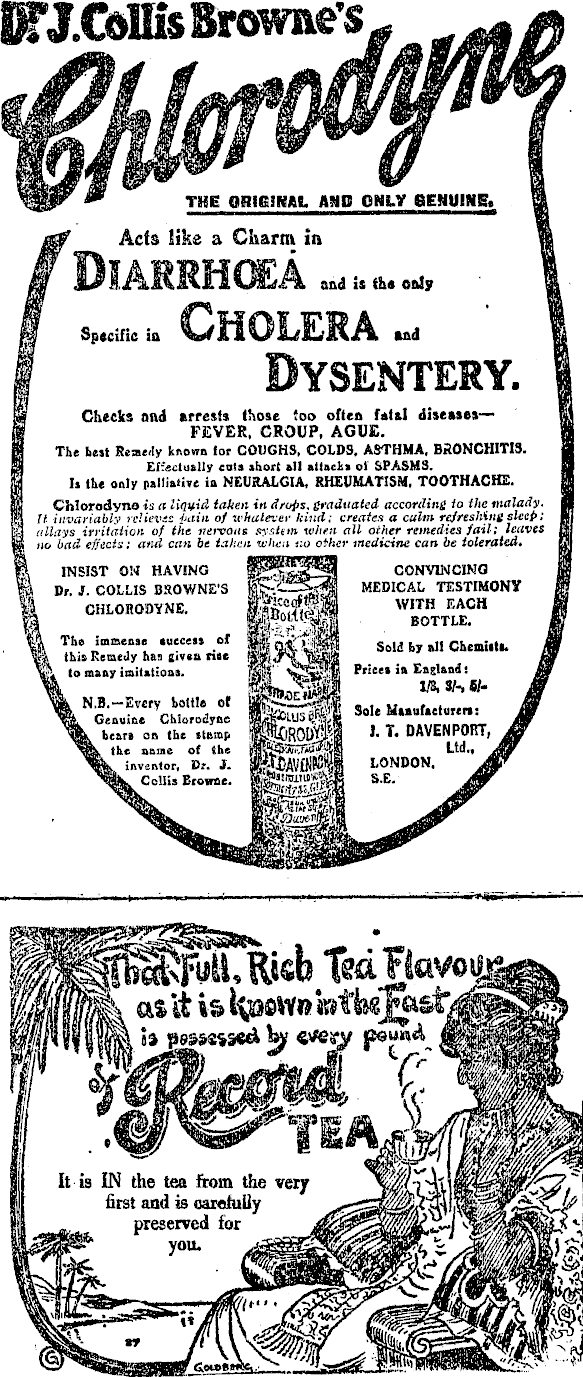 Dr. J. Collis Browne's
Chlorodyne
THE ORIGINAL AND ONLY GENUINE.
Acts like a Charm in
DIARRHŒA and is the only
Specific in CHOLERA and
DYSENTERY.
Checks and arrests those too often fatal diseases—
FEVER, CROUP, AGUE.
The best Remedy known for COUGHS, COLDS, ASTHMA, BRONCHITIS.
Effectually cuts short all attacks of SPASMS.
Is the only palliative in NEURALGIA, RHEUMATISM, TOOTHACHE.
Chlorodyne is a liquid taken in drops, graduated according to the malady.
It invariably relieves pain of whatever kind; creates a calm refreshing sleep;
allays irritation of the nervous system when all other remedies fail; leaves
no bad effects; and can be taken when no other medicine can be tolerated.
INSIST ON HAVING
Dr. J. COLLIS BROWNE'S
CHLORODYNE.
The immense success of
this Remedy has given rise
to many imitations.
N.B.—Every bottle of
Genuine Chlorodyne
bears on the stamp
the name of the
inventor, Dr. J.
Collis Browne.
Bottle
TRADE MARK
COLLIS BRO
CHLORODYN
J.T. DAVENPOR
Davenp
CONVINCING
MEDICAL TESTIMONY
WITH EACH
BOTTLE.
Sold by all Chemists.
Prices in England:
1/3, 3/-, 5/-
Sole Manufacturers:
J. T. DAVENPORT,
Ltd.,
LONDON,
S.E.
That Full, Rich Tea Flavour
as it is known in the East
is possessed by every pound
of Record
TEA
It is IN the tea from the very
first and is carefully
preserved for
you.
27
GOLDBERG